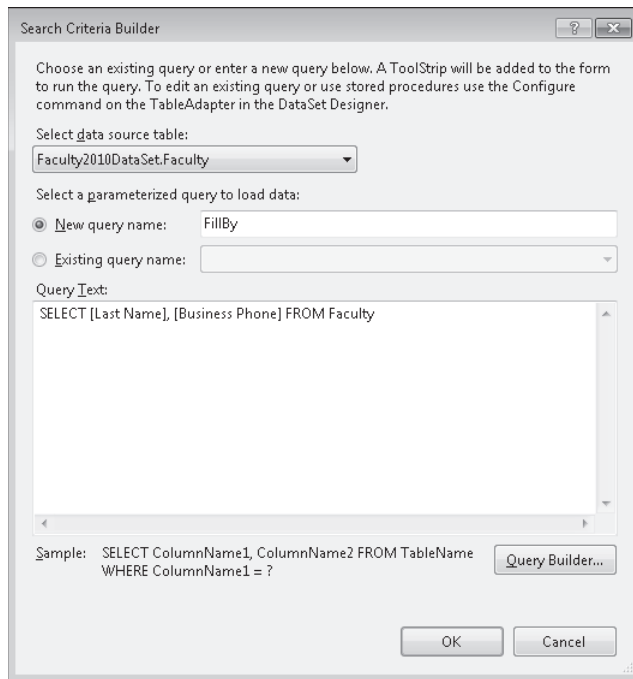 Search Criteria Builder
Choose an existing query or enter a new query below. A ToolStrip will be added to the form
to run the query. To edit an existing query or use stored procedures use the Configure
command on the TableAdapter in the DataSet Designer.
Select data source table:
Faculty2010DataSet.Faculty
Select a parameterized query to load data:
New query name: FillBy
Existing query name:
Query Text:
SELECT [Last Name], [Business Phone] FROM Faculty
Sample: SELECT ColumnName1, ColumnName2 FROM TableName
WHERE ColumnName1 = ?
Query Builder...
OK Cancel